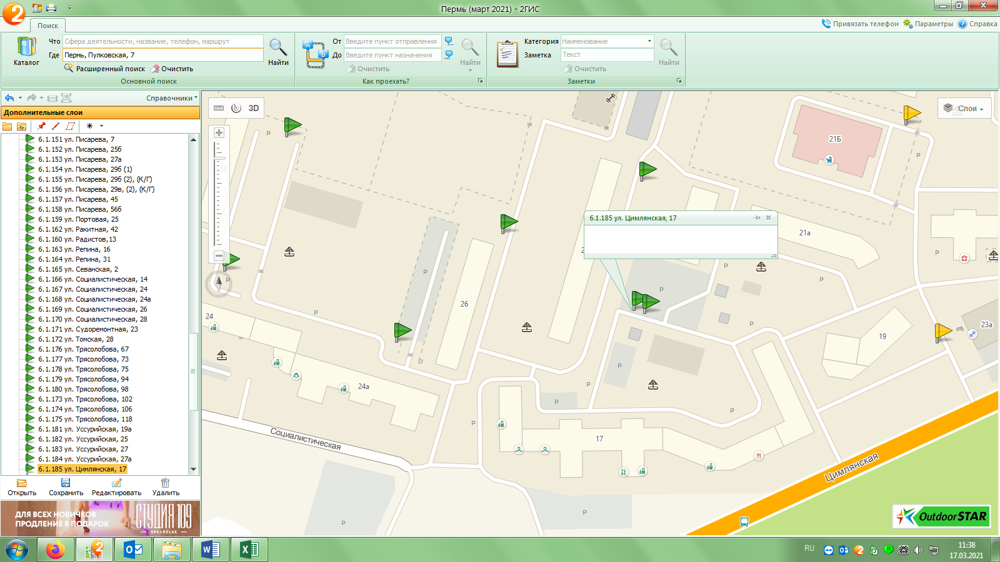 Пермь (март 2021) - 2ГИС
Поиск
Привязать телефон
Параметры
Справка
Каталог
Что
Сфера деятельности, название, телефон, маршрут
Где
Пермь, Пулковская, 7
Расширенный поиск
Очистить
Найти
Основной поиск
От
Введите пункт отправления
До
Введите пункт назначения
Очистить
Найти
Как проехать?
Категория
Наименование
Заметка
Текст
Очистить
Найти
Заметки
Справочники
Дополнительные слои
6.1.151 ул. Писарева, 7
6.1.152 ул. Писарева, 25б
6.1.153 ул. Писарева, 27а
6.1.154 ул. Писарева, 29б (1)
6.1.155 ул. Писарева, 29б (2), (К/Г)
6.1.156 ул. Писарева, 29в, (2), (К/Г)
6.1.157 ул. Писарева, 45
6.1.158 ул. Писарева, 56б
6.1.159 ул. Портовая, 25
6.1.162 ул. Ракитная, 42
6.1.160 ул. Радистов,13
6.1.163 ул. Репина, 16
6.1.164 ул. Репина, 31
6.1.165 ул. Севанская, 2
6.1.166 ул. Социалистическая, 14
6.1.167 ул. Социалистическая, 24
6.1.168 ул. Социалистическая, 24а
6.1.169 ул. Социалистическая, 26
6.1.170 ул. Социалистическая, 28
6.1.171 ул. Судоремонтная, 23
6.1.172 ул. Томская, 28
6.1.176 ул. Трясолобова, 67
6.1.177 ул. Трясолобова, 73
6.1.178 ул. Трясолобова, 75
6.1.179 ул. Трясолобова, 94
6.1.180 ул. Трясолобова, 98
6.1.173 ул. Трясолобова, 102
6.1.174 ул. Трясолобова, 106
6.1.175 ул. Трясолобова, 118
6.1.181 ул. Уссурийская, 19а
6.1.182 ул. Уссурийская, 25
6.1.183 ул. Уссурийская, 27
6.1.184 ул. Уссурийская, 27а
6.1.185 ул. Цимлянская, 17
Открыть
Сохранить
Редактировать
Удалить
ДЛЯ ВСЕХ НОВИЧКОВ
ПРОДЛЕНИЕ В ПОДАРОК
СТУДИЯ 109
SPA & RELAX
3D
Слои
21Б
6.1.185 ул. Цимлянская, 17
21а
26
24
24а
19
23а
17
Социалистическая
Цимлянская
OutdoorSTAR
RU
11:38
17.03.2021